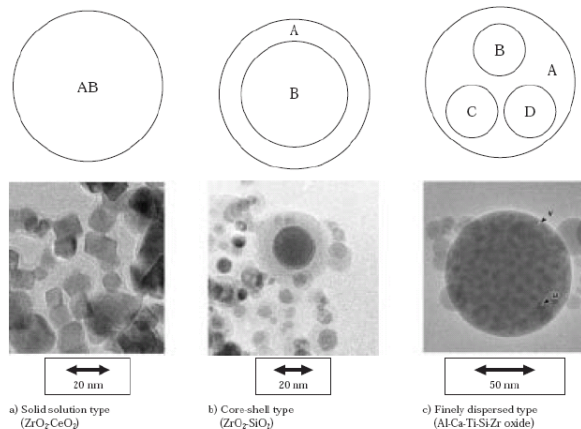 AB
A
B
B
A
C
D
20 nm
20 nm
50 nm
a) Solid solution type
(ZrO₂-CeO₂)
b) Core-shell type
(ZrO₂-SiO₂)
c) Finely dispersed type
(Al-Ca-Ti-Si-Zr oxide)